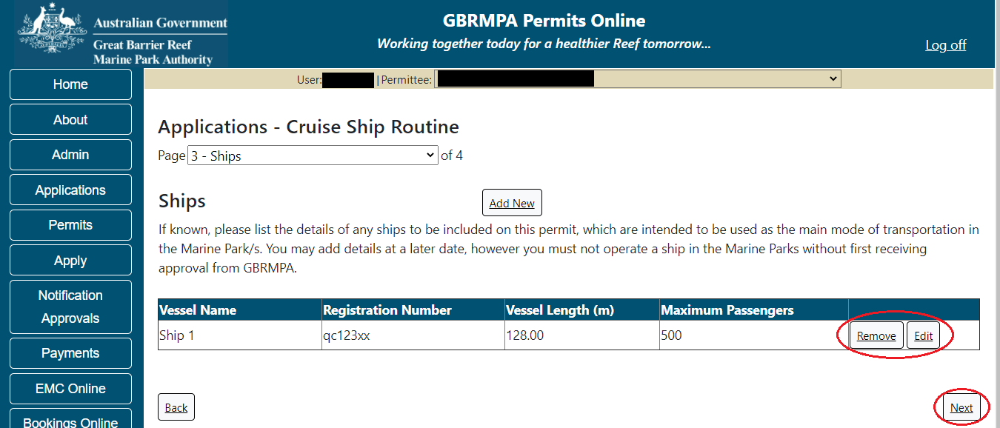 Australian Government
Great Barrier Reef
Marine Park Authority
GBRMPA Permits Online
Working together today for a healthier Reef tomorrow...
Log off
Home
About
Admin
Applications
Permits
Apply
Notification
Approvals
Payments
EMC Online
Bookings Online
User: | Permittee:
Applications - Cruise Ship Routine
Page 3 - Ships of 4
Ships
Add New
If known, please list the details of any ships to be included on this permit, which are intended to be used as the main mode of transportation in
the Marine Park/s. You may add details at a later date, however you must not operate a ship in the Marine Parks without first receiving
approval from GBRMPA.
Vessel Name Registration Number Vessel Length (m) Maximum Passengers
Ship 1 qc123xx 128.00 500 Remove Edit
Back Next